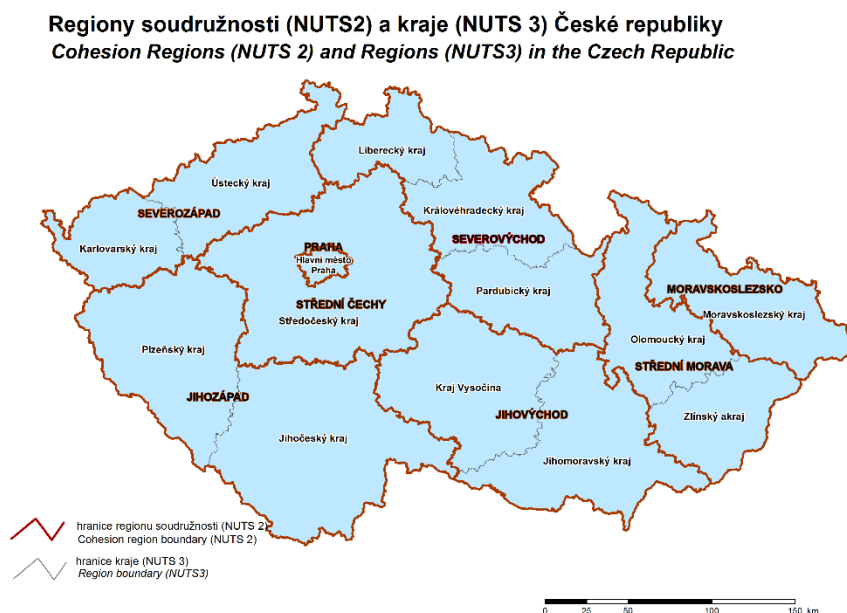 Regiony soudružnosti (NUTS2) a kraje (NUTS 3) České republiky
Cohesion Regions (NUTS 2) and Regions (NUTS3) in the Czech Republic
Liberecký kraj
Ústecký kraj
SEVEROZÁPAD
Královéhradecký kraj
Karlovarský kraj
PRAHA
SEVEROVÝCHOD
Hlavní město
Praha
MORAVSKOSLEZSKO
Pardubický kraj
STŘEDNÍ ČECHY
Moravskoslezský kraj
Středočeský kraj
Olomoucký kraj
Plzeňský kraj
STŘEDNÍ MORAVA
Kraj Vysočina
JIHOZÁPAD
JIHOVÝCHOD
Zlínský akraj
Jihočeský kraj
Jihomoravský kraj
hranice regionu soudružnosti (NUTS 2)
Cohesion region boundary (NUTS 2)
hranice kraje (NUTS 3)
Region boundary (NUTS3)
0 25 50 100 150 km